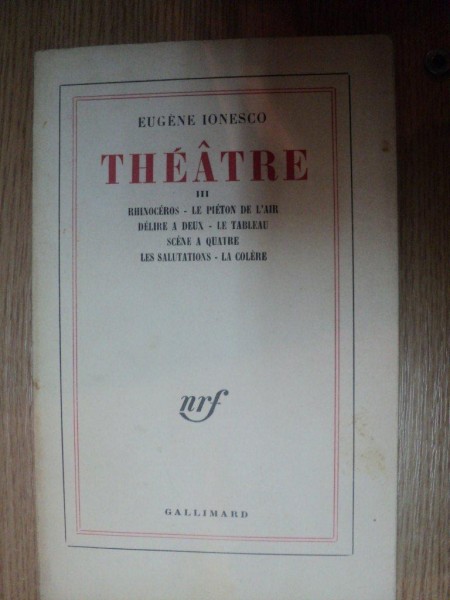 EUGÈNE IONESCO
THÉÂTRE
III
RHINOCÉROS - LE PIÉTON DE L'AIR
DÉLIRE A DEUX - LE TABLEAU
SCÈNE A QUATRE
LES SALUTATIONS - LA COLÈRE
nrf
GALLIMARD